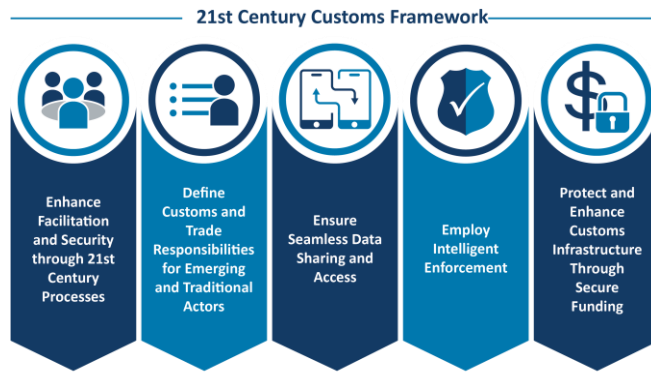 21st Century Customs Framework
Enhance
Facilitation
and Security
through 21st
Century
Processes
Define
Customs and
Trade
Responsibilities
for Emerging
and Traditional
Actors
Ensure
Seamless Data
Sharing and
Access
Employ
Intelligent
Enforcement
Protect and
Enhance
Customs
Infrastructure
Through
Secure
Funding